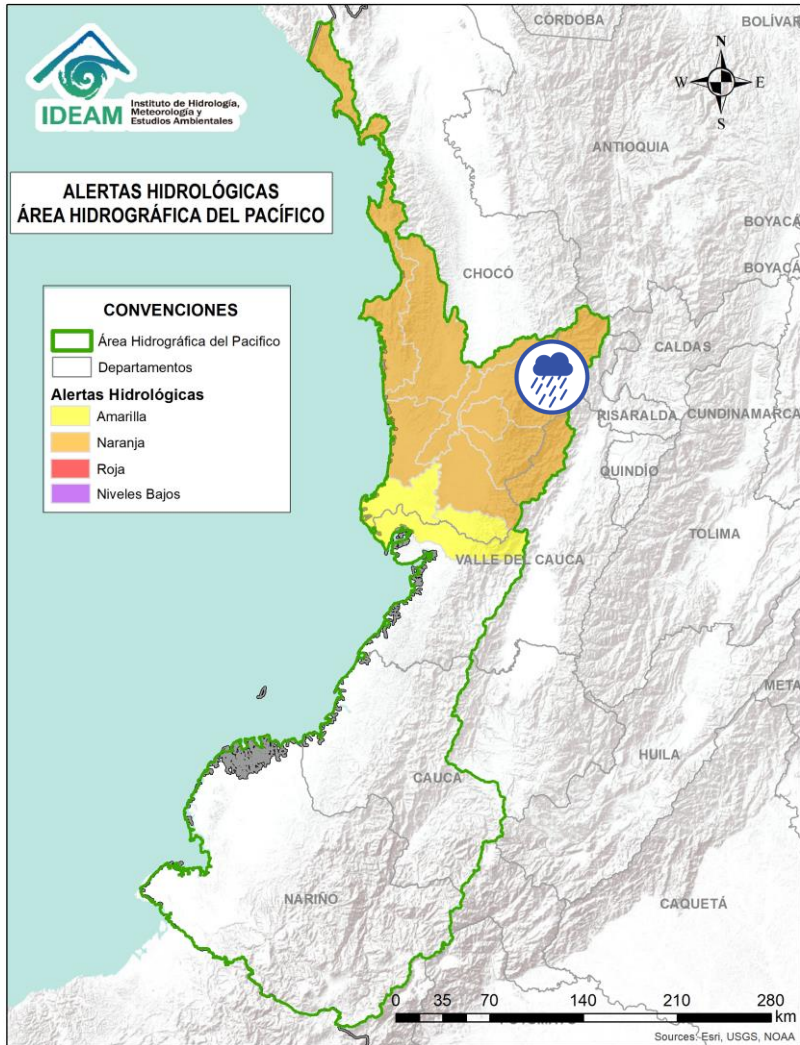 CÓRDOBA
BOLÍVAR
N
W
E
S
IDEAM
Instituto de Hidrología,
Meteorología y
Estudios Ambientales
ANTIOQUIA
ALERTAS HIDROLÓGICAS
ÁREA HIDROGRÁFICA DEL PACÍFICO
BOYACÁ
BOYACÁ
CHOCÓ
CONVENCIONES
Área Hidrográfica del Pacifico
Departamentos
Alertas Hidrológicas
Amarilla
Naranja
Roja
Niveles Bajos
CALDAS
RISARALDA
CUNDINAMARCA
QUINDÍO
TOLIMA
VALLE DEL CAUCA
META
HUILA
CAUCA
NARIÑO
CAQUETÁ
0 35 70 140 210 280
km
Sources: Esri, USGS, NOAA